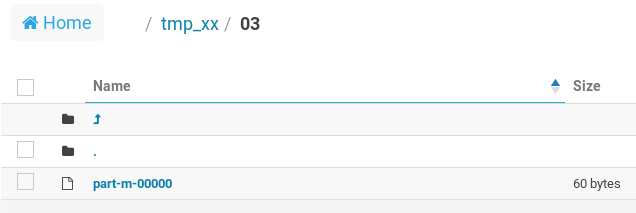 Home / tmp_xx / 03
Name Size
.
part-m-00000 60 bytes